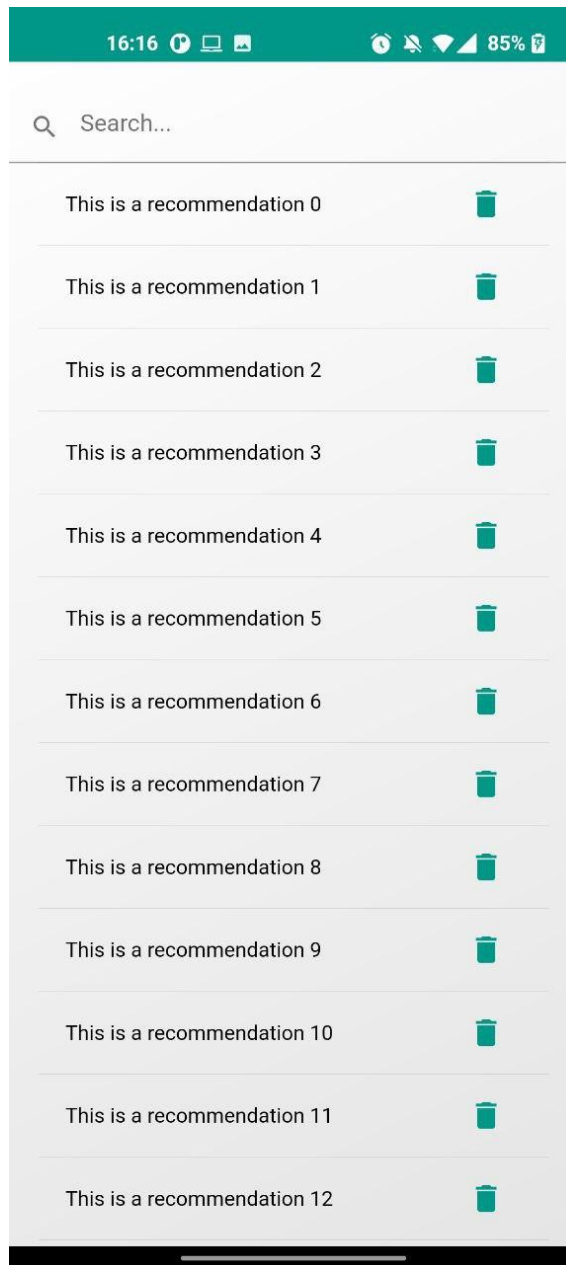 16:16 85%
Search...
This is a recommendation 0
This is a recommendation 1
This is a recommendation 2
This is a recommendation 3
This is a recommendation 4
This is a recommendation 5
This is a recommendation 6
This is a recommendation 7
This is a recommendation 8
This is a recommendation 9
This is a recommendation 10
This is a recommendation 11
This is a recommendation 12